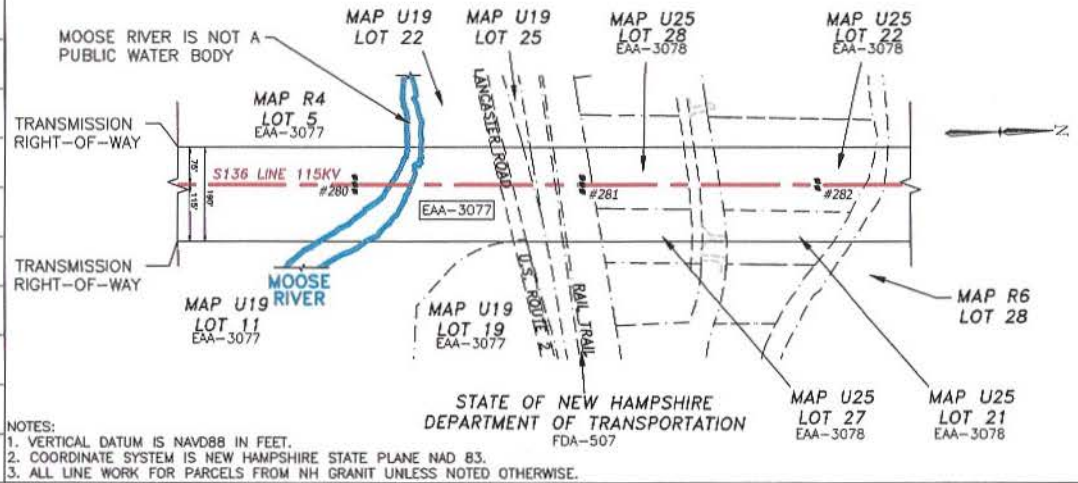 MOOSE RIVER IS NOT A
PUBLIC WATER BODY
MAP U19
LOT 22
MAP U19
LOT 25
MAP U25
LOT 28
EAA-3078
MAP U25
LOT 22
EAA-3078
MAP R4
LOT 5
EAA-3077
TRANSMISSION
RIGHT-OF-WAY
LANCASTER ROAD
N
75'
115'
190'
S136 LINE 115KV
#280
#281
#282
EAA-3077
TRANSMISSION
RIGHT-OF-WAY
MOOSE
RIVER
U.S. ROUTE 2
RAIL TRAIL
MAP U19
LOT 11
EAA-3077
MAP U19
LOT 19
EAA-3077
MAP R6
LOT 28
STATE OF NEW HAMPSHIRE
DEPARTMENT OF TRANSPORTATION
FDA-507
MAP U25
LOT 27
EAA-3078
MAP U25
LOT 21
EAA-3078
NOTES:
1. VERTICAL DATUM IS NAVD88 IN FEET.
2. COORDINATE SYSTEM IS NEW HAMPSHIRE STATE PLANE NAD 83.
3. ALL LINE WORK FOR PARCELS FROM NH GRANIT UNLESS NOTED OTHERWISE.